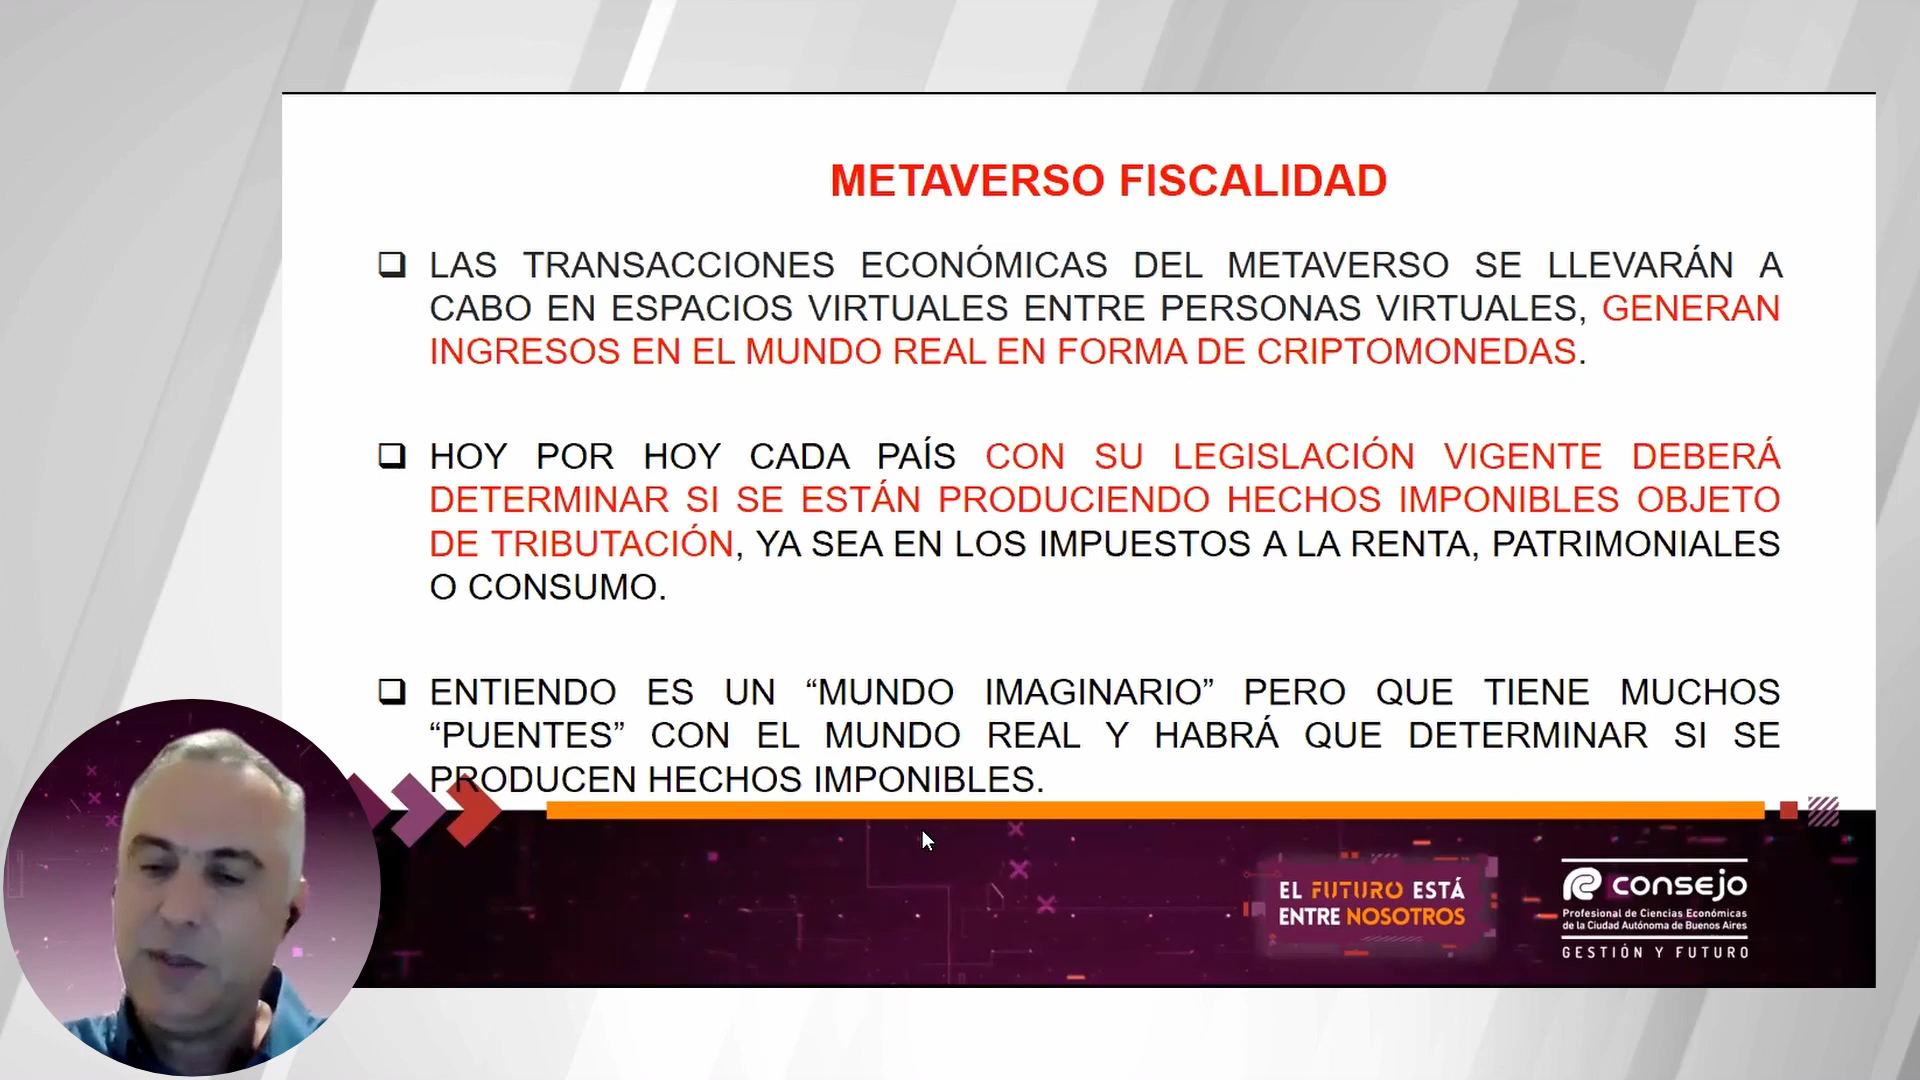 METAVERSO FISCALIDAD
LAS TRANSACCIONES ECONÓMICAS DEL METAVERSO SE LLEVARÁN A
CABO EN ESPACIOS VIRTUALES ENTRE PERSONAS VIRTUALES, GENERAN
INGRESOS EN EL MUNDO REAL EN FORMA DE CRIPTOMONEDAS.
HOY POR HOY CADA PAÍS CON SU LEGISLACIÓN VIGENTE DEBERÁ
DETERMINAR SI SE ESTÁN PRODUCIENDO HECHOS IMPONIBLES OBJETO
DE TRIBUTACIÓN, YA SEA EN LOS IMPUESTOS A LA RENTA, PATRIMONIALES
O CONSUMO.
ENTIENDO ES UN “MUNDO IMAGINARIO” PERO QUE TIENE MUCHOS
“PUENTES” CON EL MUNDO REAL Y HABRÁ QUE DETERMINAR SI SE
PRODUCEN HECHOS IMPONIBLES.
EL FUTURO ESTÁ
ENTRE NOSOTROS
consejo
Profesional de Ciencias Económicas
de la Ciudad Autónoma de Buenos Aires
GESTIÓN Y FUTURO